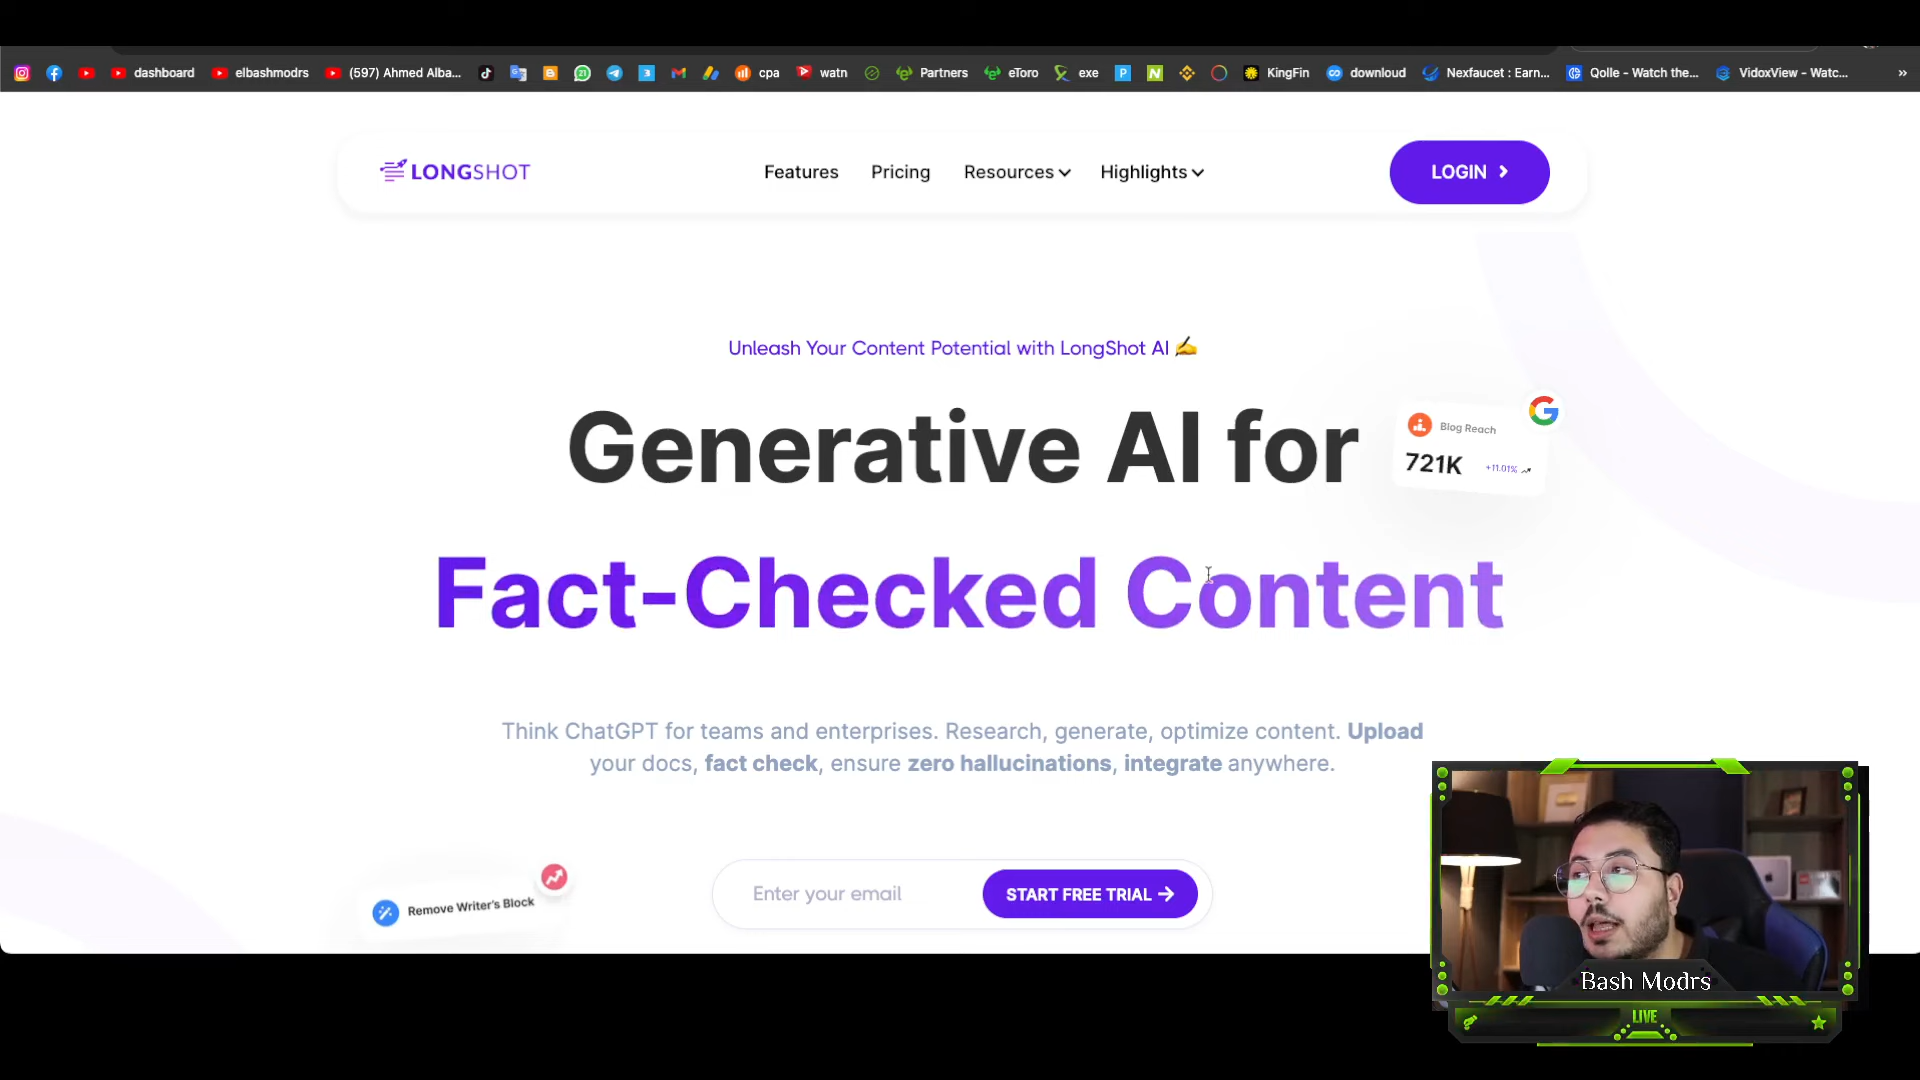 dashboard elbashmodrs (597) Ahmed Alba... cpa watn Partners eToro exe KingFin downloud Nexfaucet : Earn... Qolle - Watch the... VidoxView - Watc... »
LONGSHOT Features Pricing Resources Highlights LOGIN
Unleash Your Content Potential with LongShot AI ✍
Generative AI for
Blog Reach
721K +11.01%
Fact-Checked Content
Think ChatGPT for teams and enterprises. Research, generate, optimize content. Upload
your docs, fact check, ensure zero hallucinations, integrate anywhere.
Remove Writer's Block
Enter your email START FREE TRIAL →
Bash Modrs
LIVE